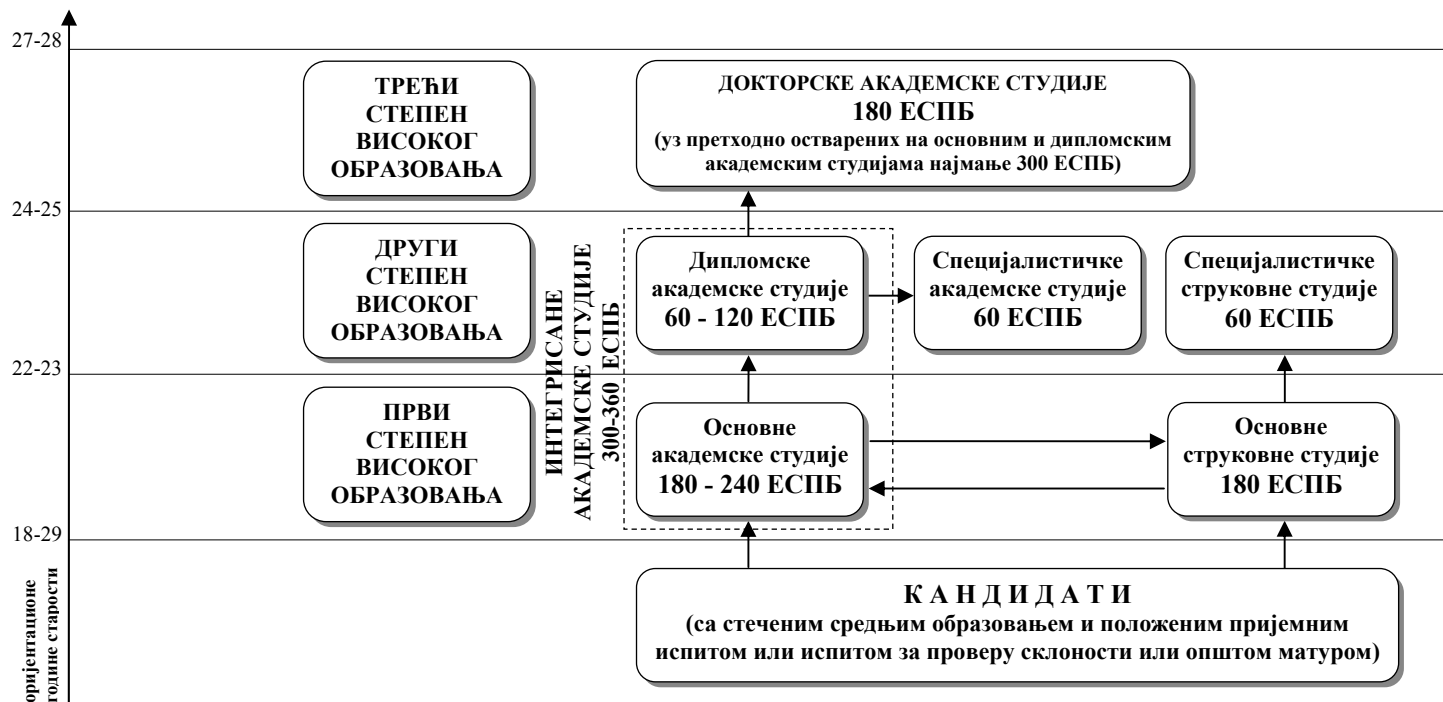 27-28
ТРЕЋИ
СТЕПЕН
ВИСОКОГ
ОБРАЗОВАЊА
ДОКТОРСКЕ АКАДЕМСКЕ СТУДИЈЕ
180 ЕСПБ
(уз претходно остварених на основним и дипломским
академским студијама најмање 300 ЕСПБ)
24-25
ДРУГИ
СТЕПЕН
ВИСОКОГ
ОБРАЗОВАЊА
ИНТЕГРИСАНЕ
АКАДЕМСКЕ СТУДИЈЕ
300-360 ЕСПБ
Дипломске
академске студије
60 - 120 ЕСПБ
Специјалистичке
академске студије
60 ЕСПБ
Специјалистичке
струковне студије
60 ЕСПБ
22-23
ПРВИ
СТЕПЕН
ВИСОКОГ
ОБРАЗОВАЊА
Основне
академске студије
180 - 240 ЕСПБ
Основне
струковне студије
180 ЕСПБ
18-29
К А Н Д И Д А Т И
(са стеченим средњим образовањем и положеним пријемним
испитом или испитом за проверу склоности или општом матуром)
оријентационе
године старости